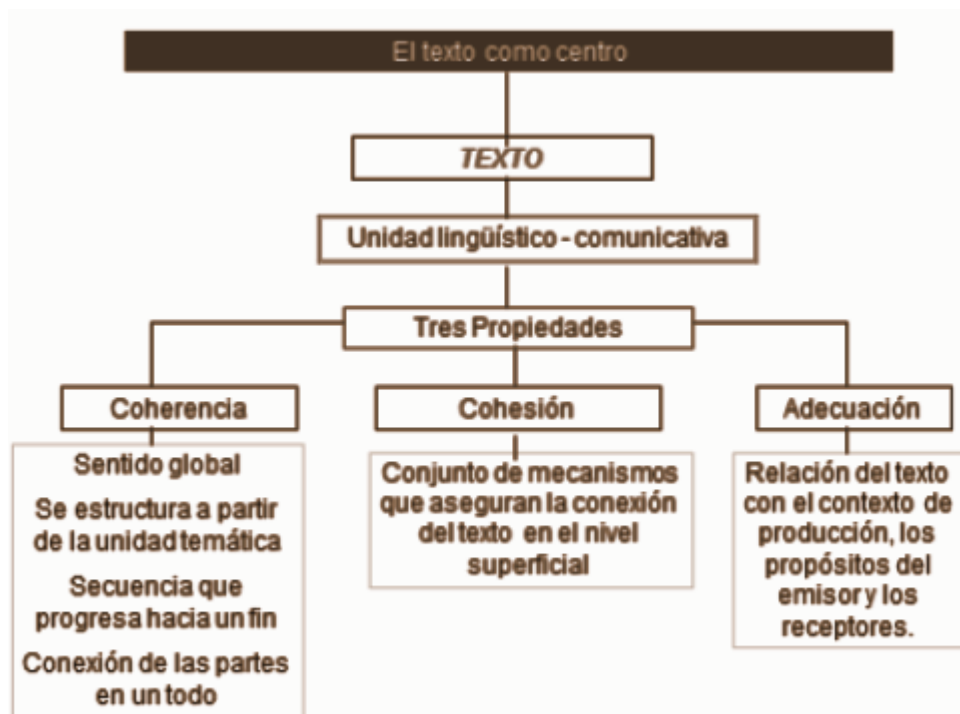 El texto como centro
TEXTO
Unidad lingüístico - comunicativa
Tres Propiedades
Coherencia
Sentido global
Se estructura a partir
de la unidad temática
Secuencia que
progresa hacia un fin
Conexión de las partes
en un todo
Cohesión
Conjunto de mecanismos
que aseguran la conexión
del texto en el nivel
superficial
Adecuación
Relación del texto
con el contexto de
producción, los
propósitos del
emisor y los
receptores.